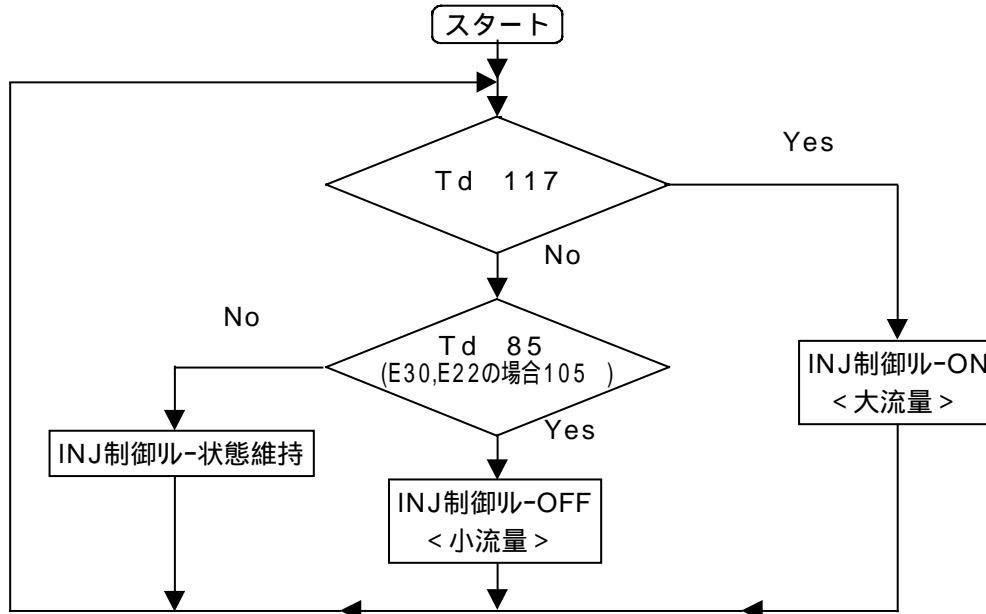 スタート
Yes
Td 117
No
No
Td 85
(E30,E22の場合105 )
INJ制御リレーON
<大流量>
Yes
INJ制御リレー状態維持
INJ制御リレーOFF
<小流量>